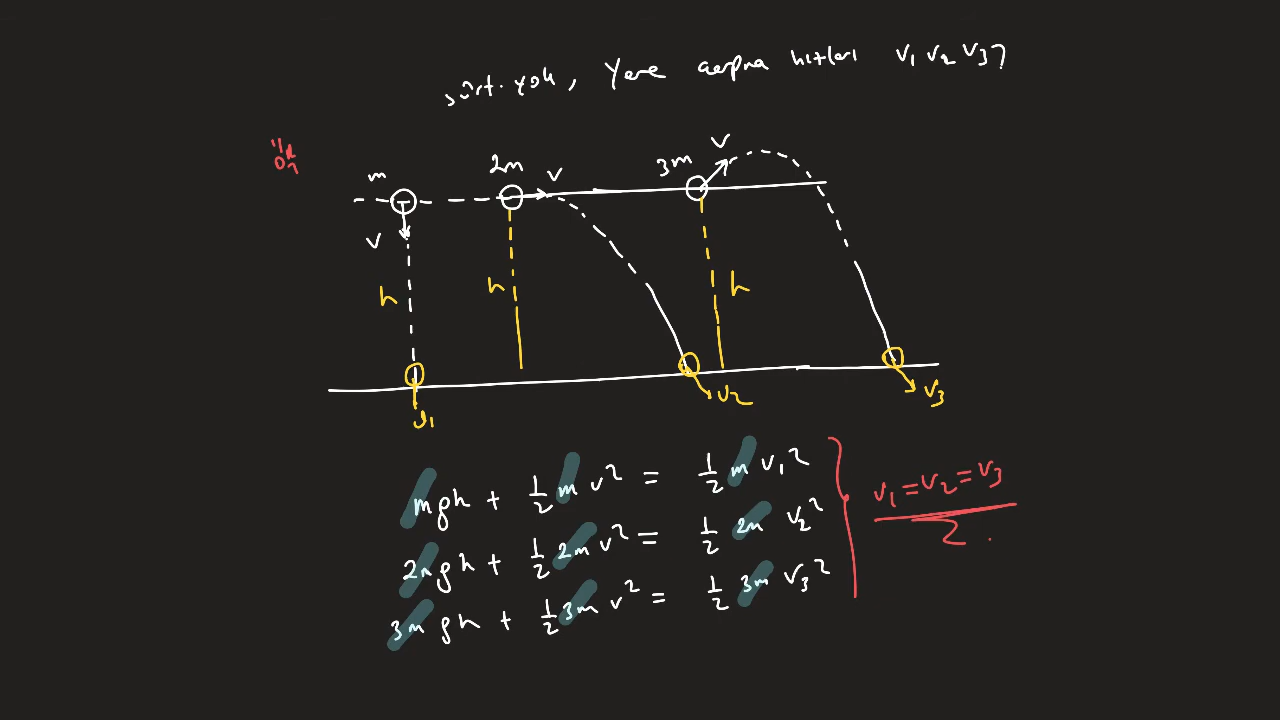 sürt. yok, Yere çarpma hızları V₁ V₂ V₃?
ÖR
m
2m
3m
V
V
V
h
h
h
V₁
V₂
V₃
mgh + 1/2 m v² = 1/2 m v₁²
2mgh + 1/2 2m v² = 1/2 2m v₂²
3mgh + 1/2 3m v² = 1/2 3m v₃²
V₁ = V₂ = V₃